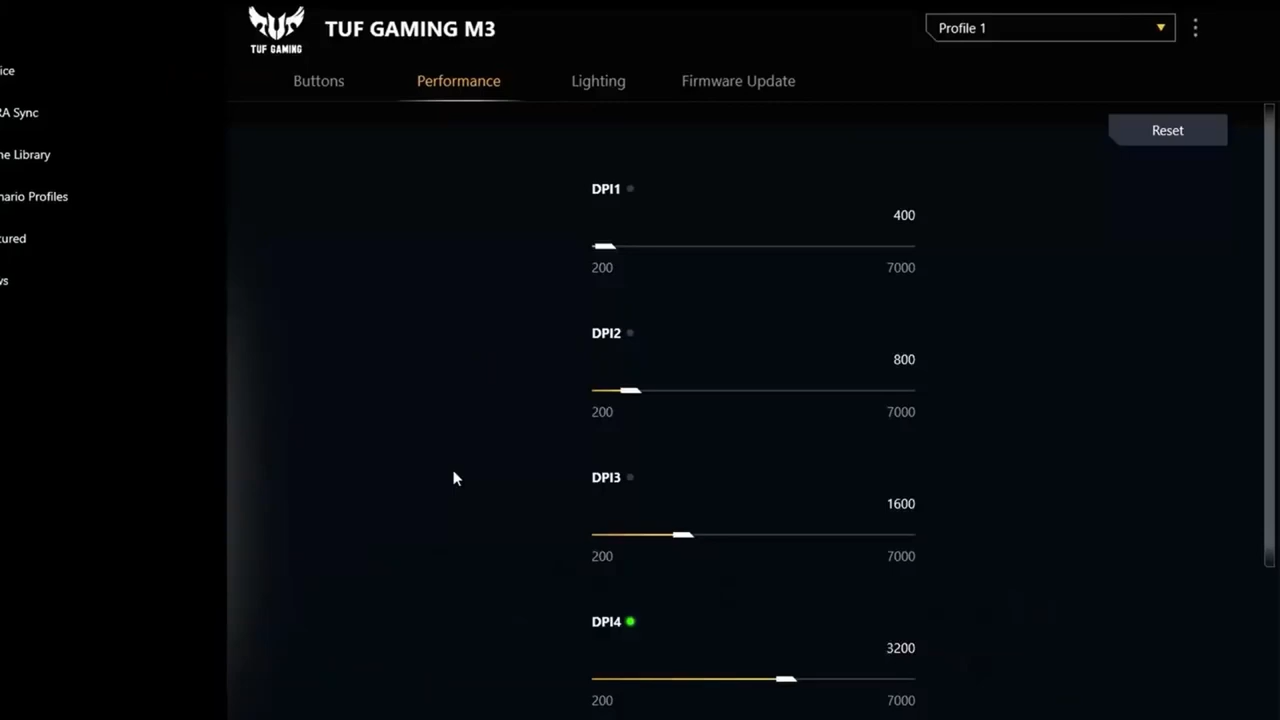 TUF GAMING
TUF GAMING M3
Profile 1
Buttons
Performance
Lighting
Firmware Update
ice
RA Sync
ne Library
nario Profiles
tured
ws
Reset
DPI1
400
200
7000
DPI2
800
200
7000
DPI3
1600
200
7000
DPI4
3200
200
7000